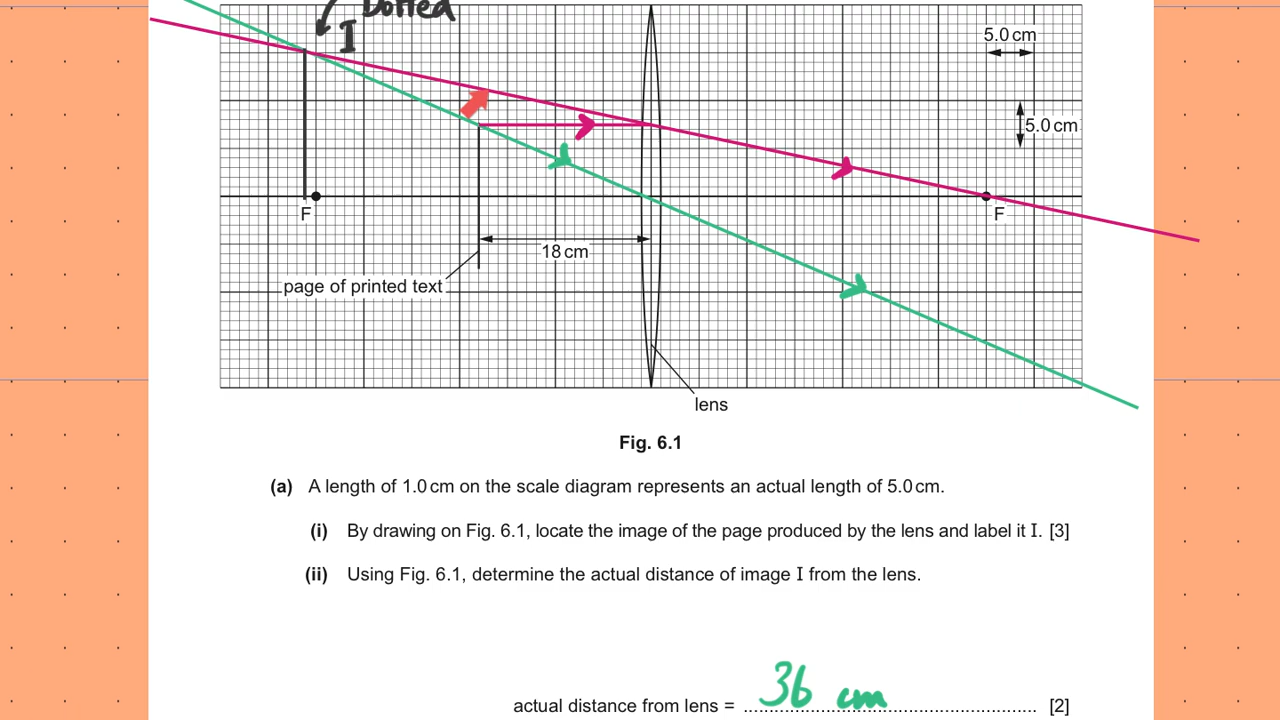 Dotted
I
5.0 cm
5.0 cm
F
F
18 cm
page of printed text
lens
Fig. 6.1
(a) A length of 1.0 cm on the scale diagram represents an actual length of 5.0 cm.
(i) By drawing on Fig. 6.1, locate the image of the page produced by the lens and label it I. [3]
(ii) Using Fig. 6.1, determine the actual distance of image I from the lens.
actual distance from lens = 36 cm [2]